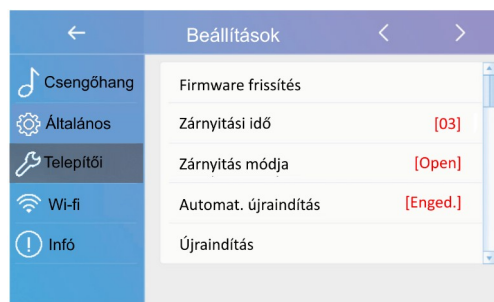 Beállítások
Csengőhang
Általános
Telepítői
Wi-fi
Infó
Firmware frissítés
Zárnyitási idő [03]
Zárnyitás módja [Open]
Automat. újraindítás [Enged.]
Újraindítás